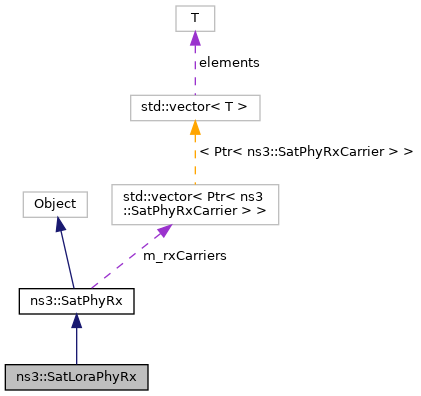 T
elements
std::vector< T >
< Ptr< ns3::SatPhyRxCarrier > >
Object
std::vector< Ptr< ns3
::SatPhyRxCarrier > >
m_rxCarriers
ns3::SatPhyRx
ns3::SatLoraPhyRx